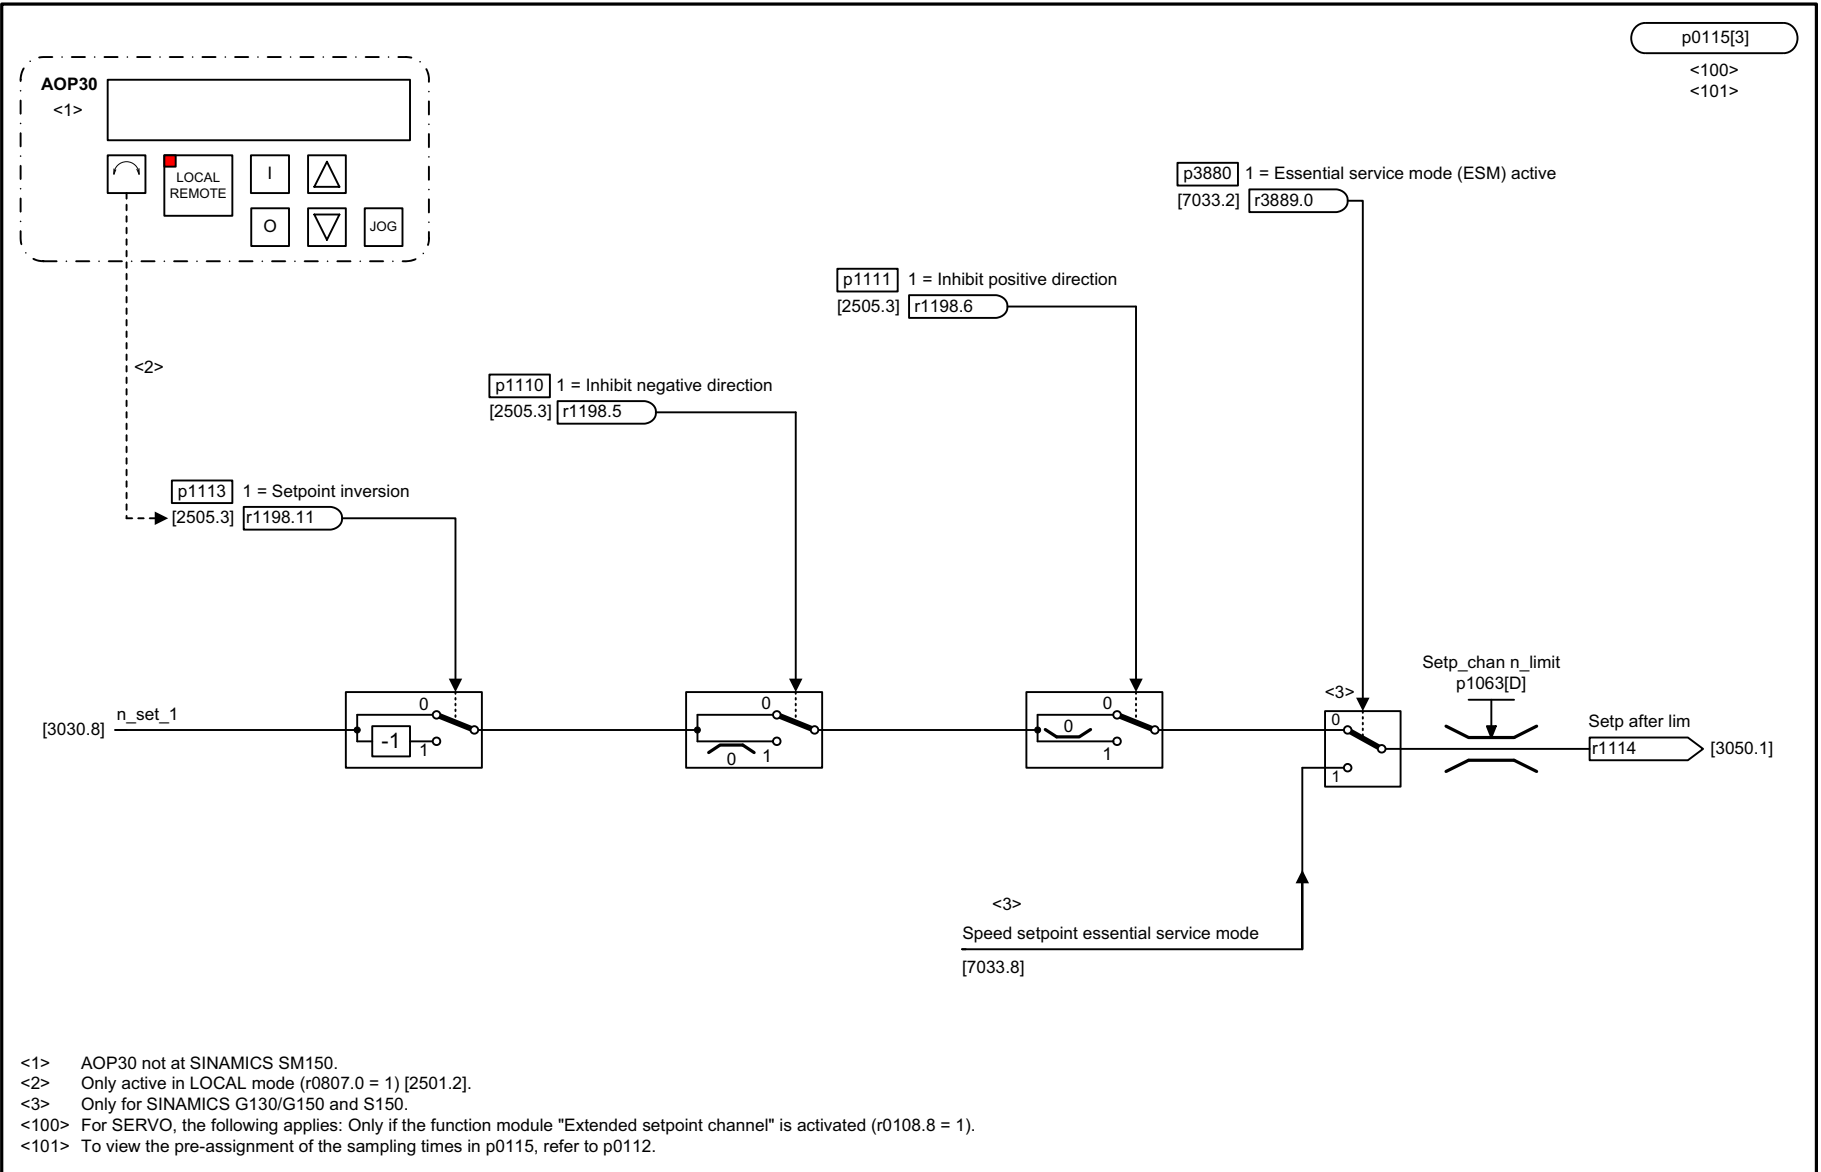 p0115[3]
<100>
<101>
AOP30
<1>
LOCAL
REMOTE
I
O
JOG
<2>
p3880 1 = Essential service mode (ESM) active
[7033.2] r3889.0
p1111 1 = Inhibit positive direction
[2505.3] r1198.6
p1110 1 = Inhibit negative direction
[2505.3] r1198.5
p1113 1 = Setpoint inversion
[2505.3] r1198.11
[3030.8] n_set_1
0
-1
1
0
0
1
0
0
1
<3>
0
1
Setp_chan n_limit
p1063[D]
Setp after lim
r1114 [3050.1]
<3>
Speed setpoint essential service mode
[7033.8]
<1> AOP30 not at SINAMICS SM150.
<2> Only active in LOCAL mode (r0807.0 = 1) [2501.2].
<3> Only for SINAMICS G130/G150 and S150.
<100> For SERVO, the following applies: Only if the function module "Extended setpoint channel" is activated (r0108.8 = 1).
<101> To view the pre-assignment of the sampling times in p0115, refer to p0112.